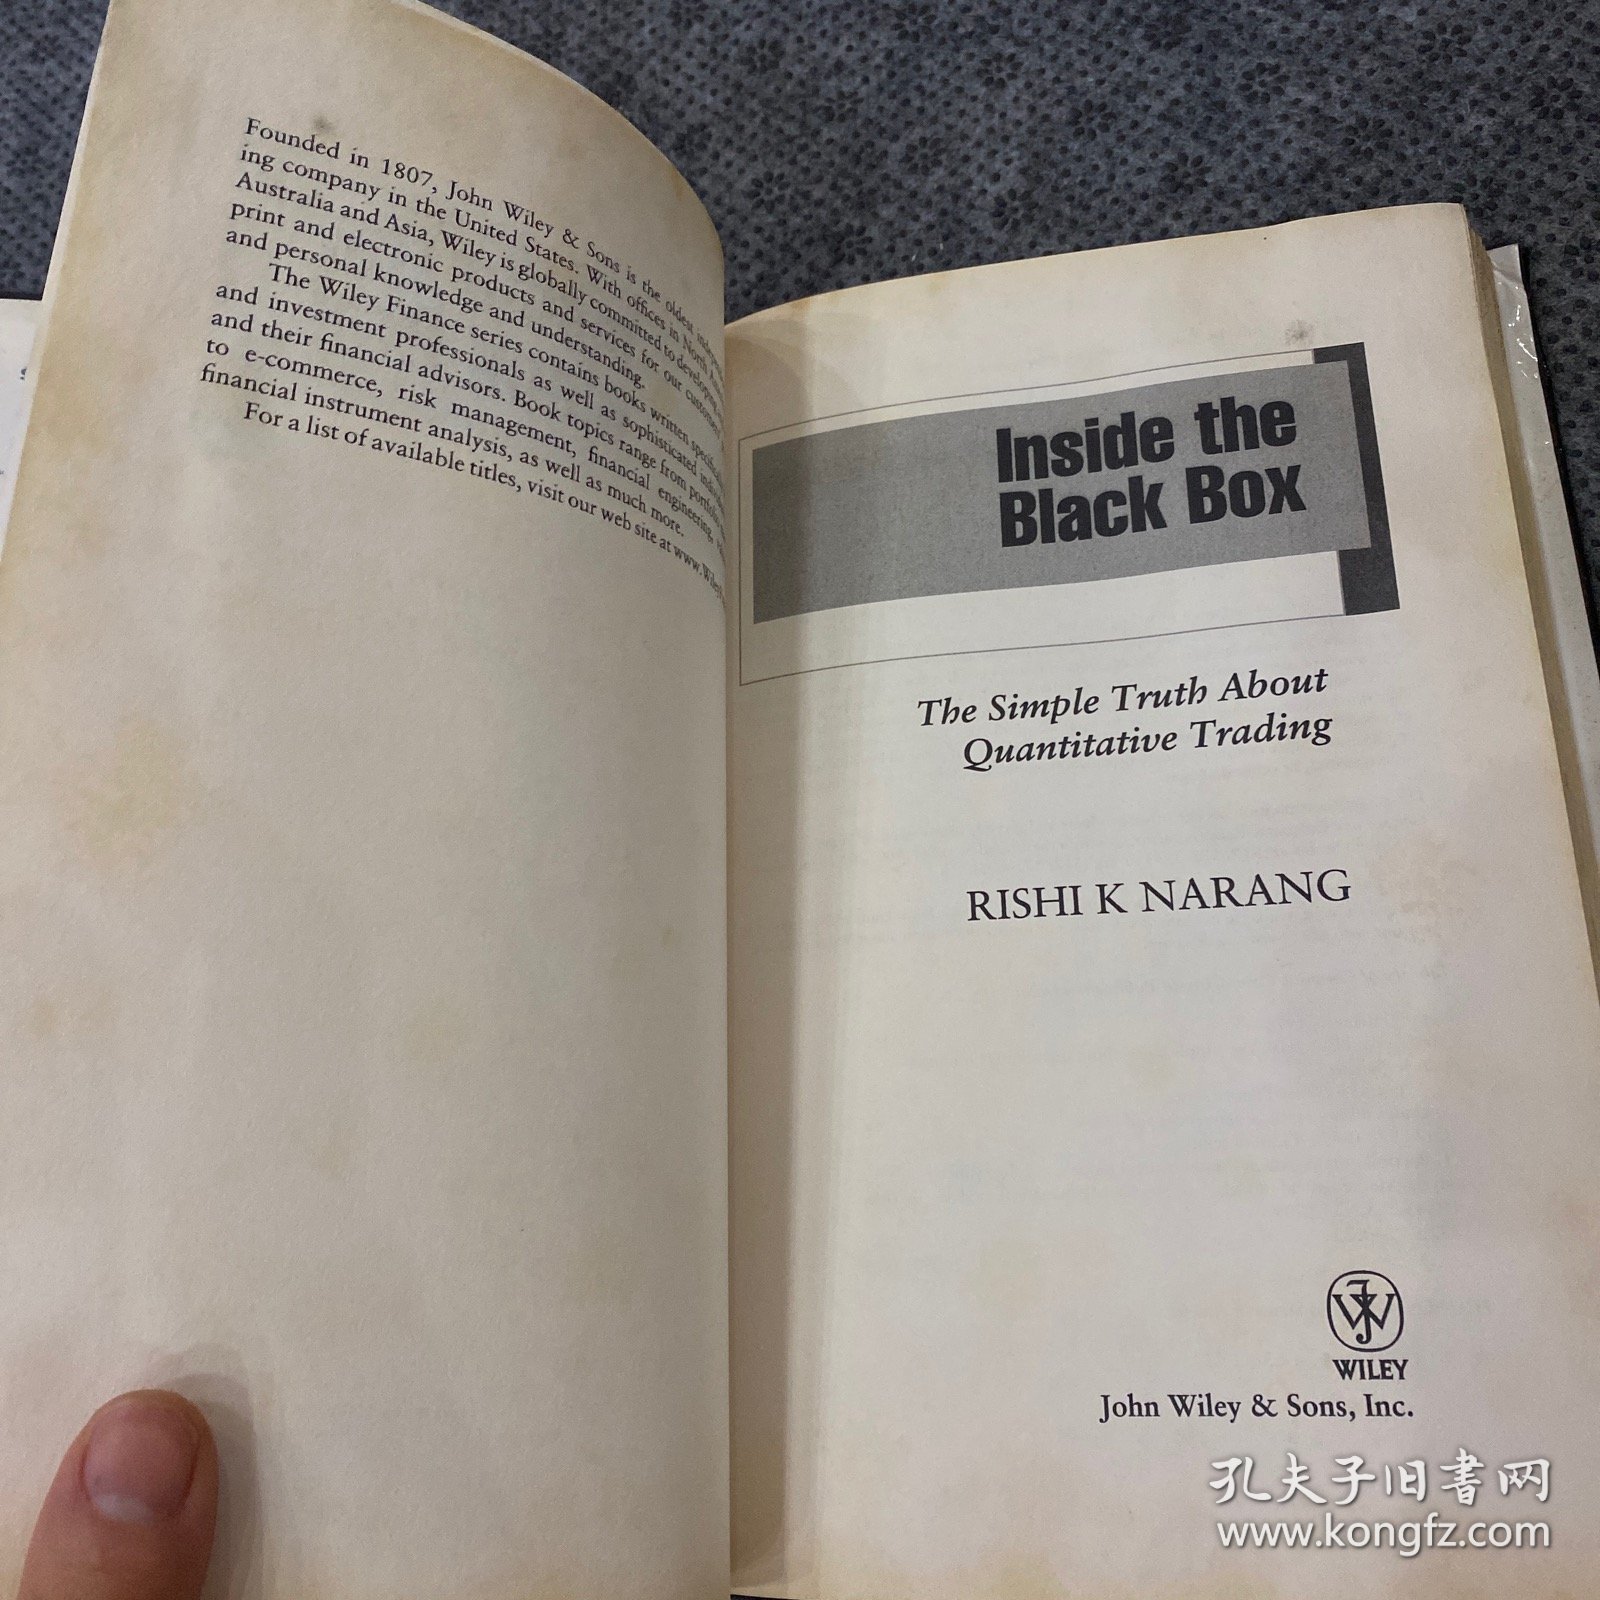 Founded in 1807, John Wiley & Sons is the oldest
ing company in the United States. With offices in North
Australia and Asia, Wiley is globally committed to developing
print and electronic products and services for our customers'
and personal knowledge and understanding.
The Wiley Finance series contains books written
and investment professionals as well as sophisticated
and their financial advisors. Book topics range from portfolio
to e-commerce, risk management, financial engineering,
financial instrument analysis, as well as much more.
For a list of available titles, visit our web site at
Inside the
Black Box
The Simple Truth About
Quantitative Trading
RISHI K NARANG
WILEY
John Wiley & Sons, Inc.
孔夫子旧书网
www.kongfz.com